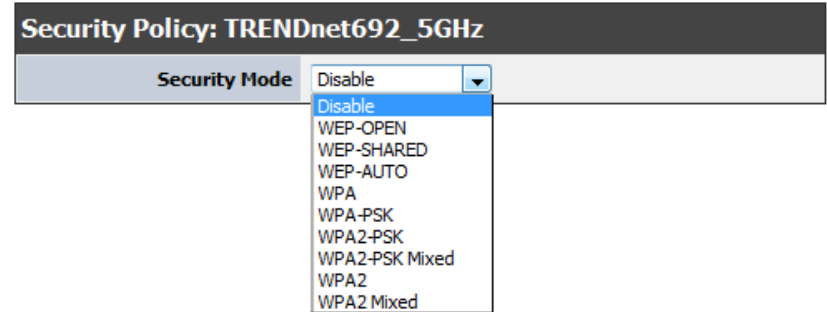 Security Policy: TRENDnet692_5GHz
Security Mode Disable
Disable
WEP-OPEN
WEP-SHARED
WEP-AUTO
WPA
WPA-PSK
WPA2-PSK
WPA2-PSK Mixed
WPA2
WPA2 Mixed